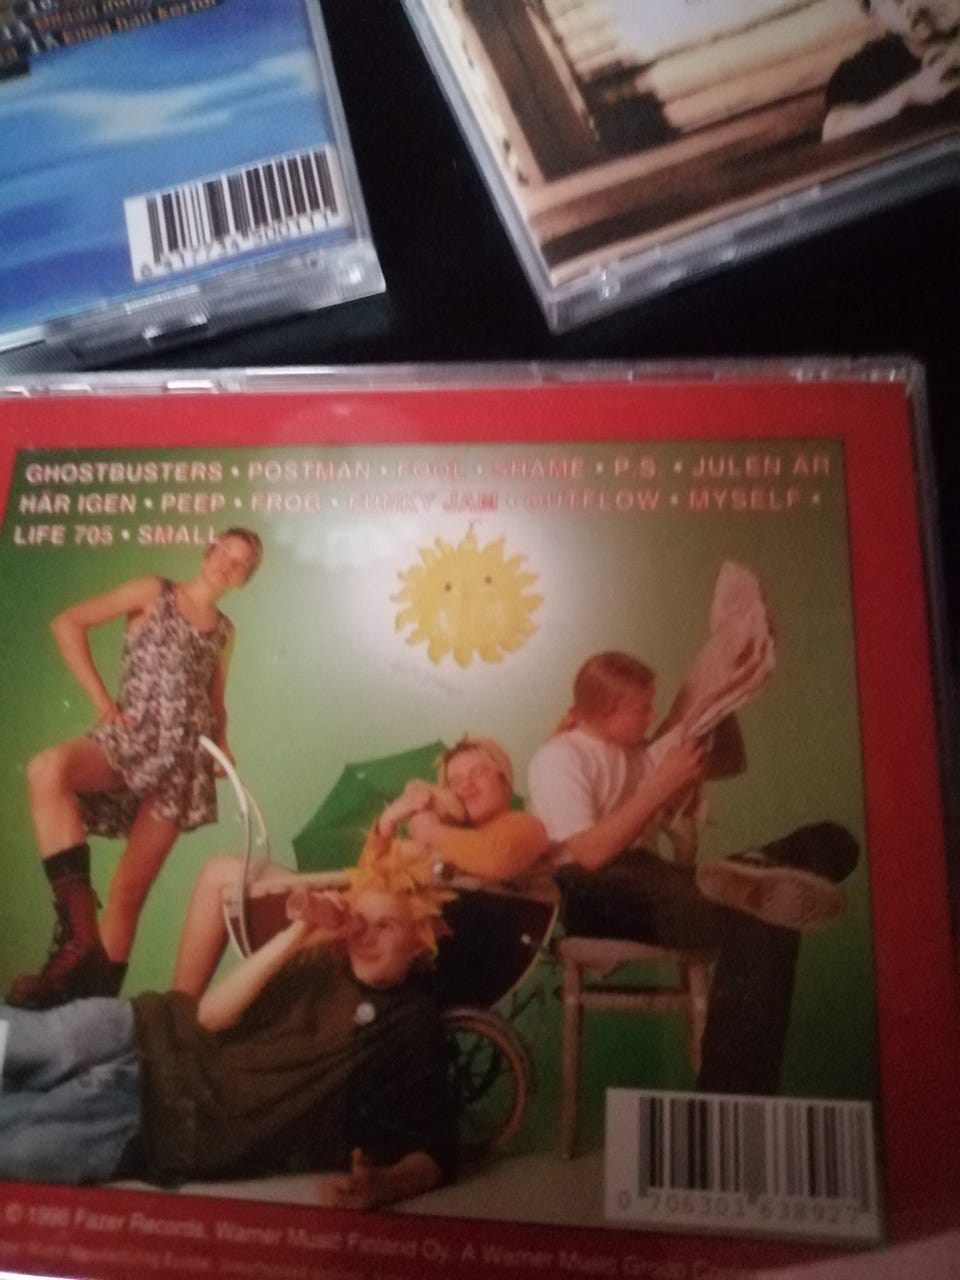 GHOSTBUSTERS • POSTMAN • FOOL • SHAME • P.S. • JULEN ÄR
HÄR IGEN • PEEP • FROG • FUNKY JAM • OUTFLOW • MYSELF •
LIFE 705 • SMALL
0 706301 638927
© 1996 Fazer Records, Warner Music Finland Oy. A Warner Music Group